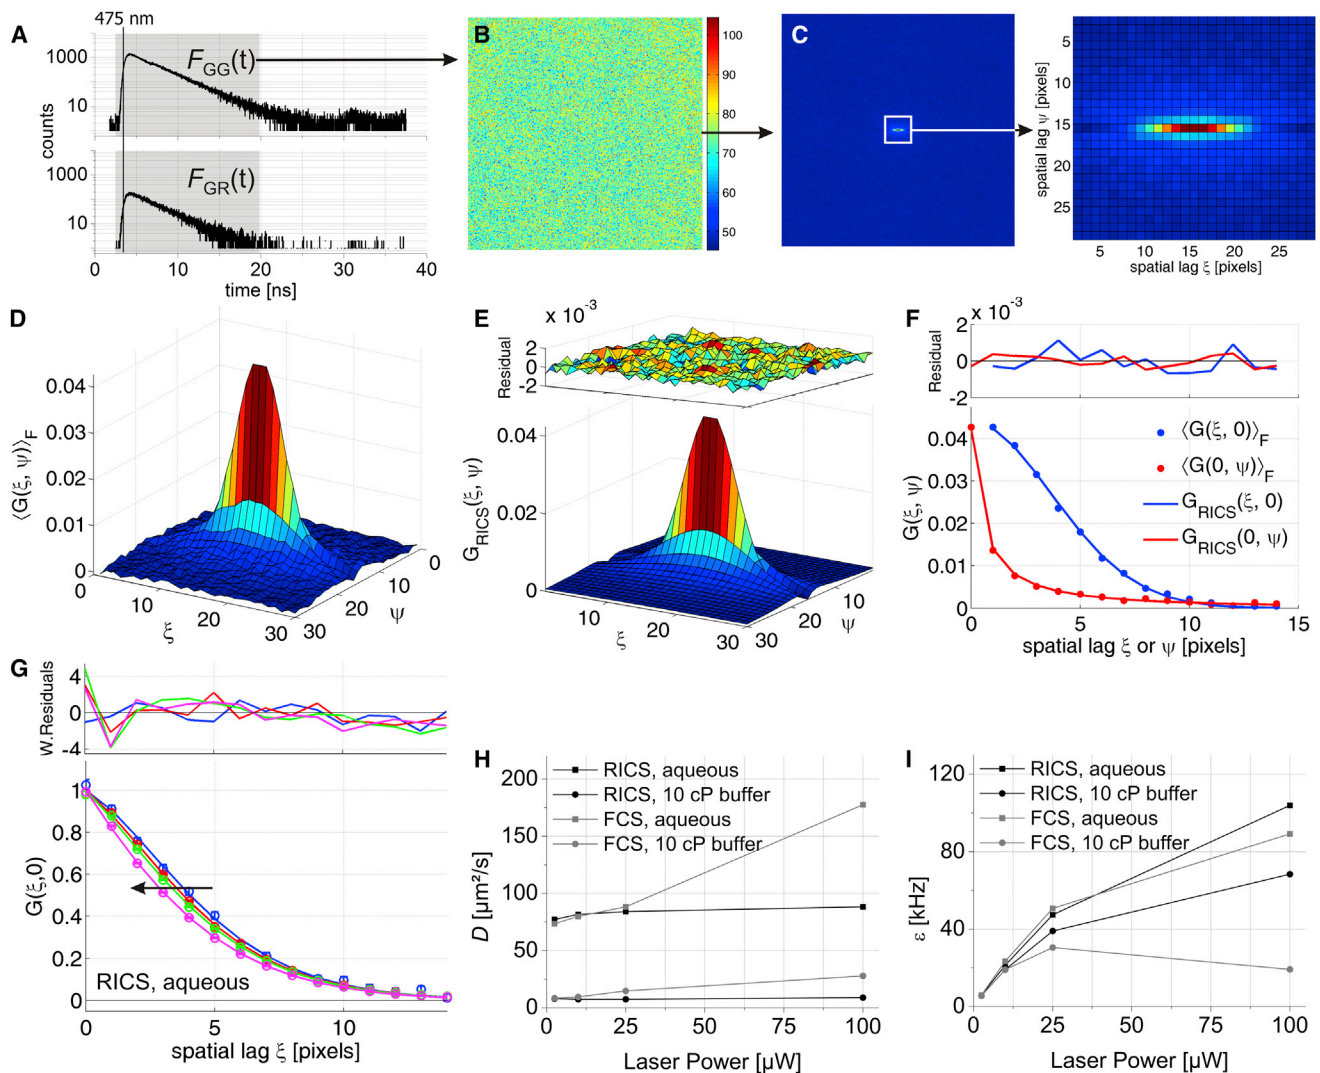 475 nm
A
1000
10
counts
F_GG(t)
1000
10
F_GR(t)
0 10 20 30 40
time [ns]
B
100
90
80
70
60
50
C
5
10
15
20
25
spatial lag ψ [pixels]
5 10 15 20 25
spatial lag ξ [pixels]
D
0.04
0.03
0.02
0.01
0
⟨G(ξ, ψ)⟩_F
0
10
20
30
ξ
0
10
20
30
ψ
E
x 10^-3
2
0
-2
Residual
0.04
0.02
0
G_RICS(ξ, ψ)
10
20
30
ξ
10
20
30
ψ
F
x 10^-3
2
0
-2
Residual
0.04
0.03
0.02
0.01
0
G(ξ, ψ)
⟨G(ξ, 0)⟩_F
⟨G(0, ψ)⟩_F
G_RICS(ξ, 0)
G_RICS(0, ψ)
0 5 10 15
spatial lag ξ or ψ [pixels]
G
4
0
-4
W.Residuals
1
0.8
0.6
0.4
0.2
0
G(ξ,0)
RICS, aqueous
0 5 10
spatial lag ξ [pixels]
H
200
150
100
50
0
D [µm²/s]
RICS, aqueous
RICS, 10 cP buffer
FCS, aqueous
FCS, 10 cP buffer
0 25 50 75 100
Laser Power [µW]
I
120
80
40
0
ε [kHz]
RICS, aqueous
RICS, 10 cP buffer
FCS, aqueous
FCS, 10 cP buffer
0 25 50 75 100
Laser Power [µW]